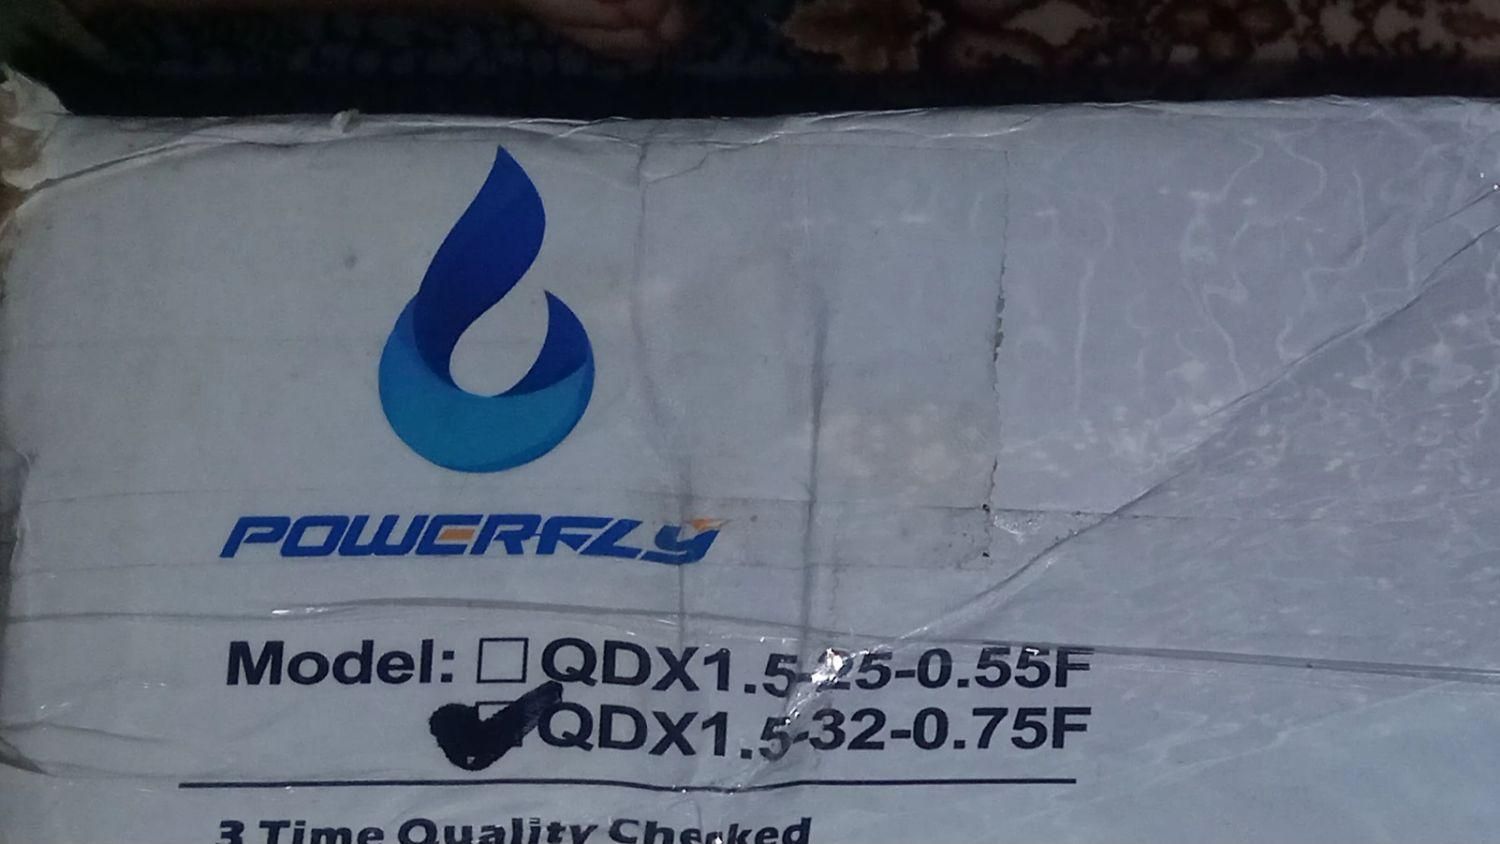 POWERFLY
Model: QDX1.5-25-0.55F
QDX1.5-32-0.75F
3 Time Quality Checked